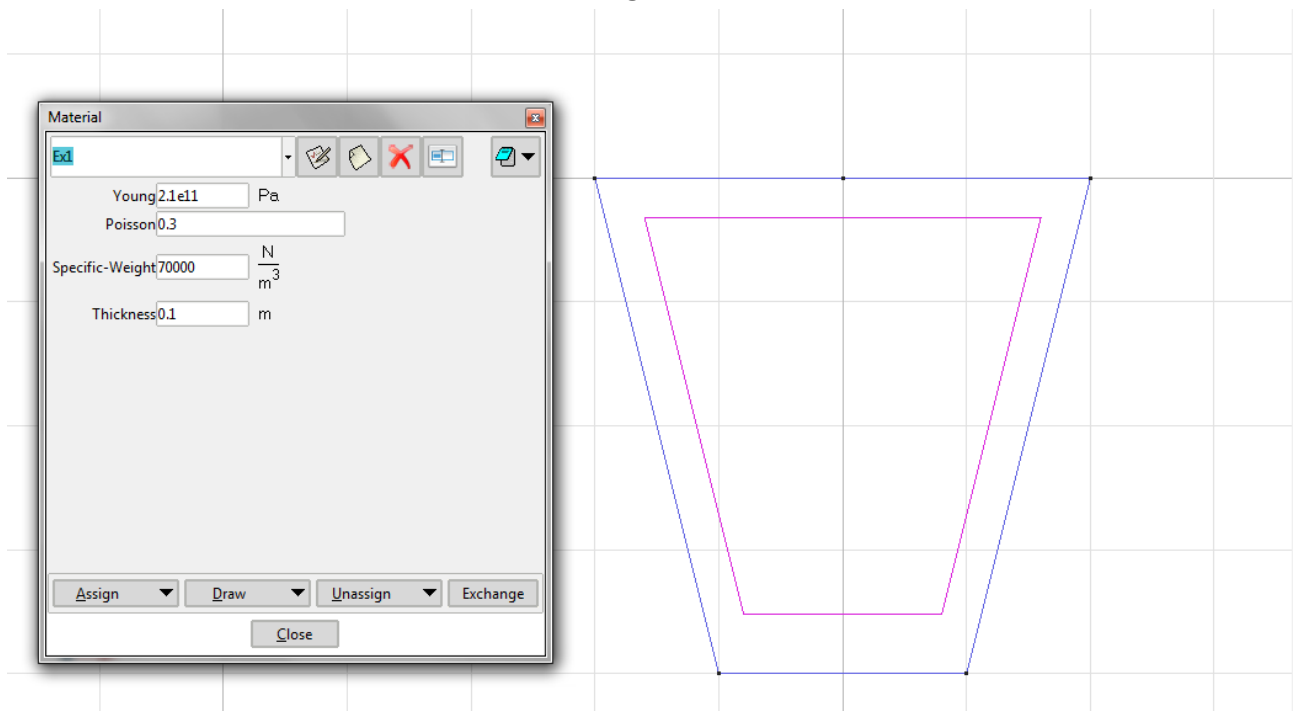 Material
Ex1
Young 2.1e11 Pa
Poisson 0.3
Specific-Weight 70000 N/m³
Thickness 0.1 m
Assign Draw Unassign Exchange
Close